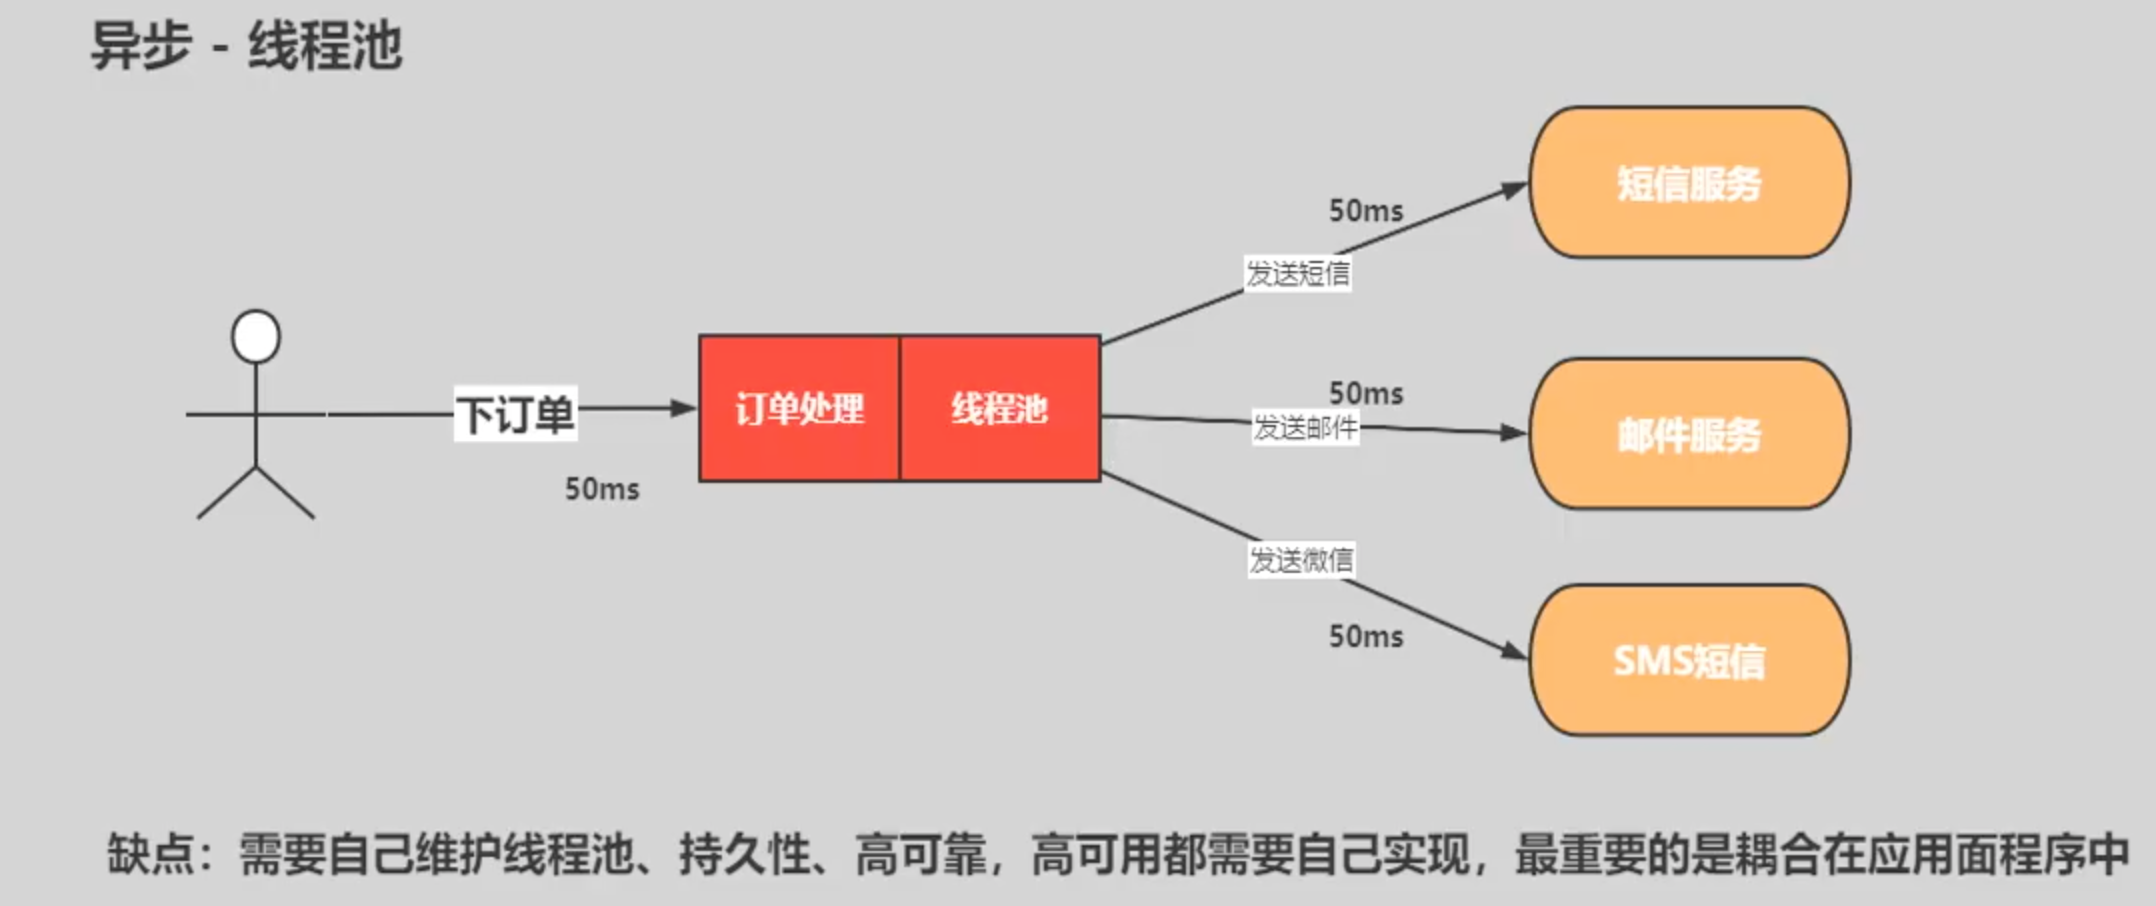 异步 - 线程池
50ms
短信服务
发送短信
下订单
订单处理
线程池
50ms
发送邮件
邮件服务
50ms
发送微信
50ms
SMS短信
缺点：需要自己维护线程池、持久性、高可靠，高可用都需要自己实现，最重要的是耦合在应用面程序中